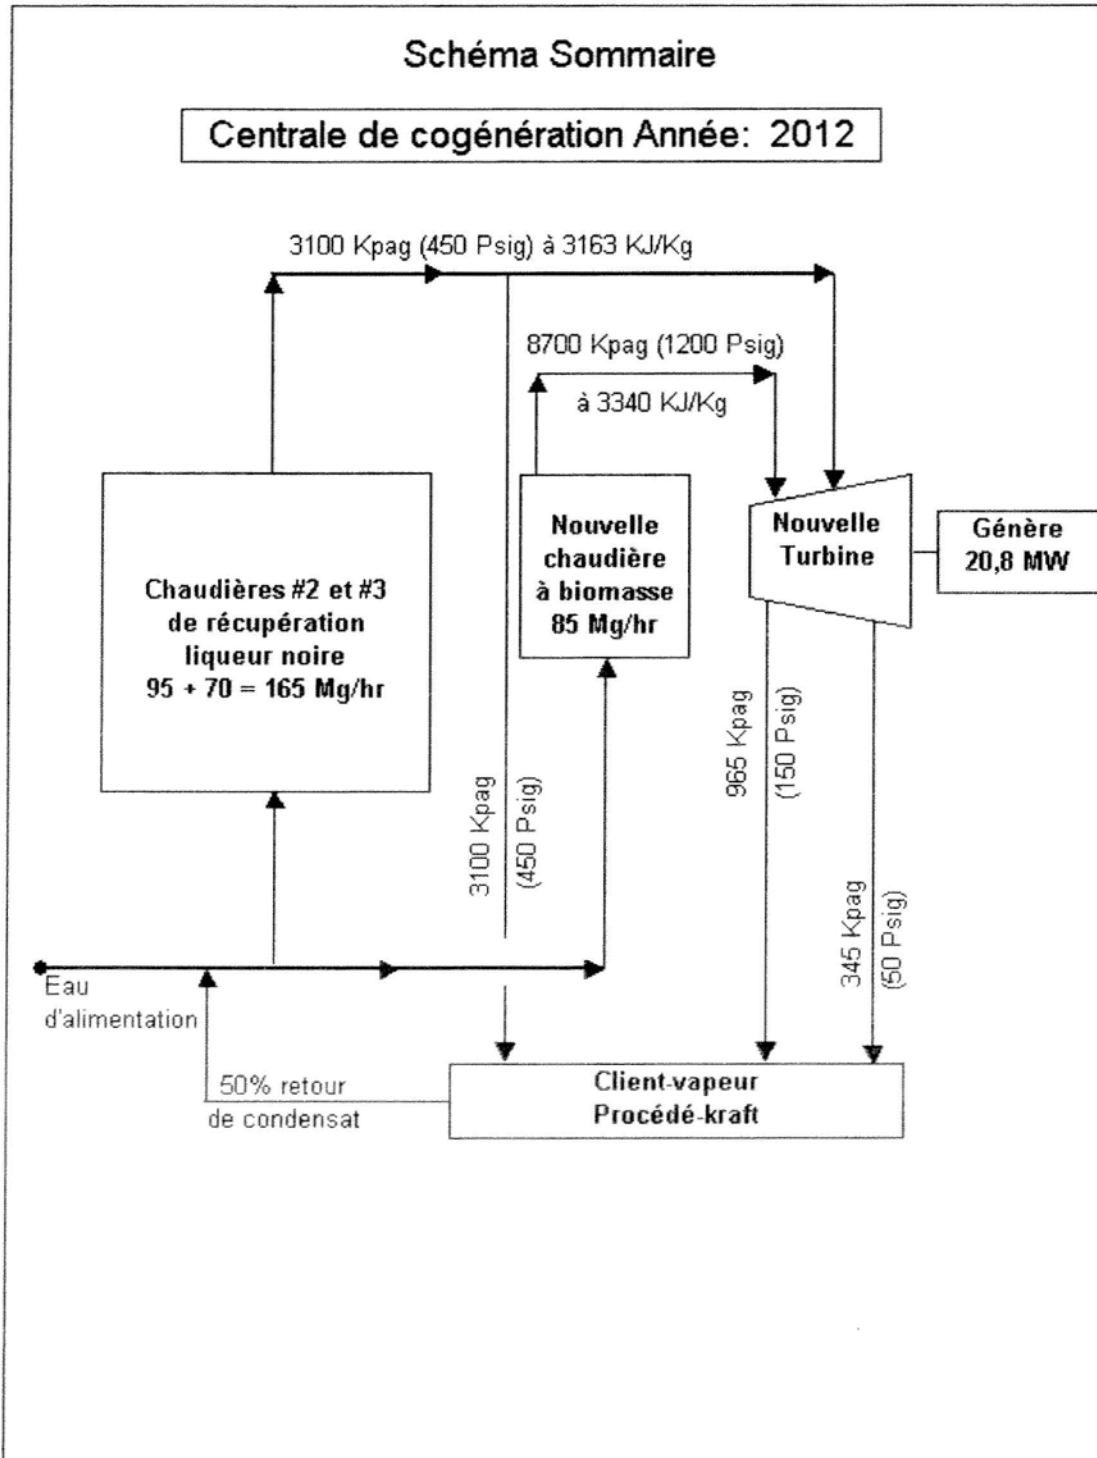 Schéma Sommaire
Centrale de cogénération Année: 2012
3100 Kpag (450 Psig) à 3163 KJ/Kg
8700 Kpag (1200 Psig)
à 3340 KJ/Kg
Chaudières #2 et #3
de récupération
liqueur noire
95 + 70 = 165 Mg/hr
Nouvelle
chaudière
à biomasse
85 Mg/hr
Nouvelle
Turbine
Génère
20,8 MW
3100 Kpag
(450 Psig)
965 Kpag
(150 Psig)
345 Kpag
(50 Psig)
Eau
d'alimentation
50% retour
de condensat
Client-vapeur
Procédé-kraft